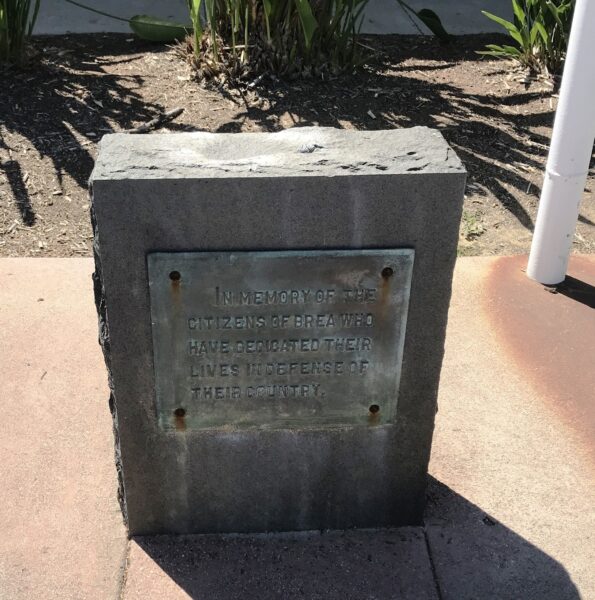 IN MEMORY OF THE
CITIZENS OF BREA WHO
HAVE DEDICATED THEIR
LIVES IN DEFENSE OF
THEIR COUNTRY.